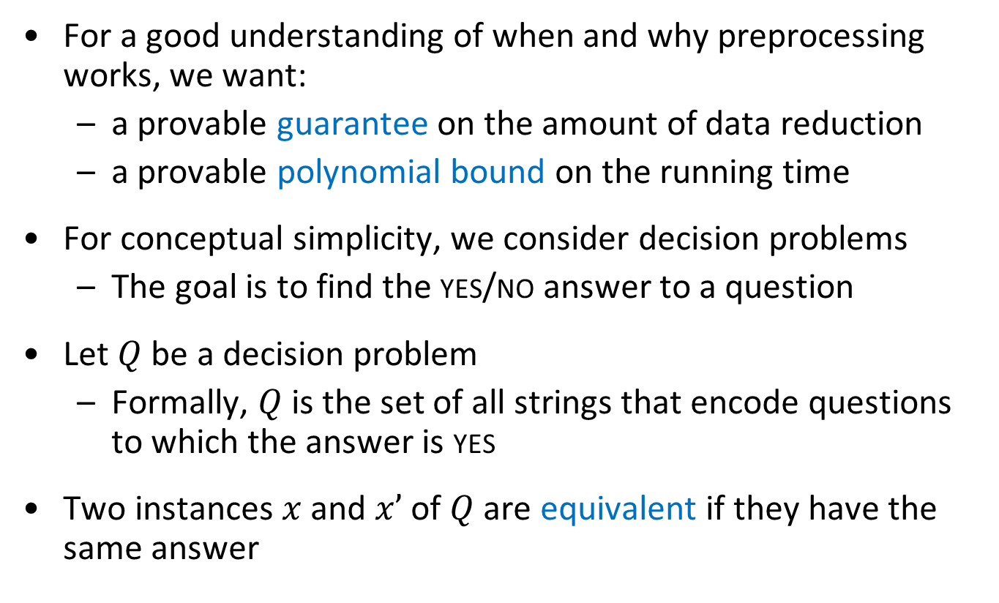 • For a good understanding of when and why preprocessing
works, we want:
– a provable guarantee on the amount of data reduction
– a provable polynomial bound on the running time
• For conceptual simplicity, we consider decision problems
– The goal is to find the YES/NO answer to a question
• Let Q be a decision problem
– Formally, Q is the set of all strings that encode questions
to which the answer is YES
• Two instances x and x’ of Q are equivalent if they have the
same answer